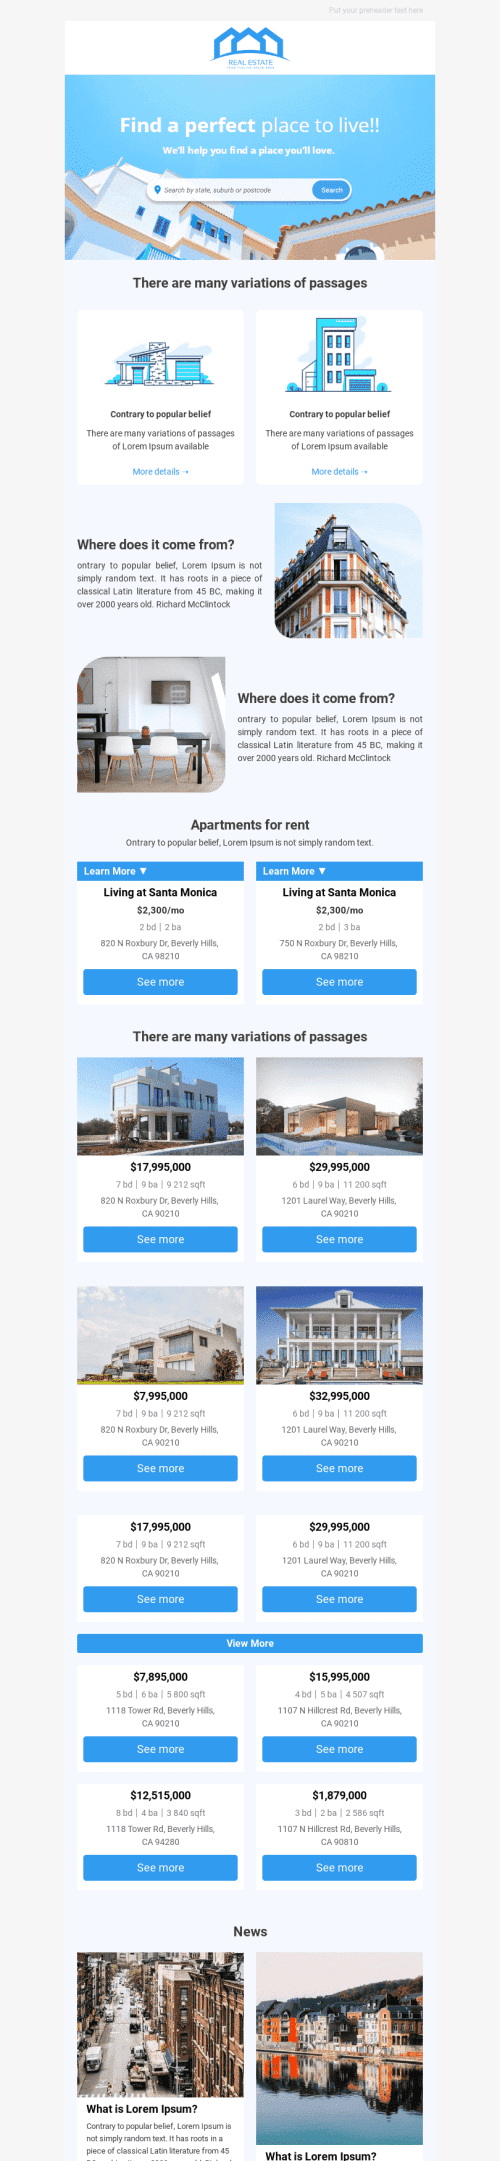 Put your preheader text here
REAL ESTATE
Find a perfect place to live!!
We'll help you find a place you'll love.
Search by state, suburb or postcode
Search
There are many variations of passages
Contrary to popular belief
There are many variations of passages
of Lorem Ipsum available
More details →
Contrary to popular belief
There are many variations of passages
of Lorem Ipsum available
More details →
Where does it come from?
ontrary to popular belief, Lorem Ipsum is not
simply random text. It has roots in a piece of
classical Latin literature from 45 BC, making it
over 2000 years old. Richard McClintock
Where does it come from?
ontrary to popular belief, Lorem Ipsum is not
simply random text. It has roots in a piece of
classical Latin literature from 45 BC, making it
over 2000 years old. Richard McClintock
Apartments for rent
Ontrary to popular belief, Lorem Ipsum is not simply random text.
Learn More ▼
Living at Santa Monica
$2,300/mo
2 bd | 2 ba
820 N Roxbury Dr, Beverly Hills,
CA 98210
See more
Learn More ▼
Living at Santa Monica
$2,300/mo
2 bd | 3 ba
750 N Roxbury Dr, Beverly Hills,
CA 98210
See more
There are many variations of passages
$17,995,000
7 bd | 9 ba | 9 212 sqft
820 N Roxbury Dr, Beverly Hills,
CA 90210
See more
$29,995,000
6 bd | 9 ba | 11 200 sqft
1201 Laurel Way, Beverly Hills,
CA 90210
See more
$7,995,000
7 bd | 9 ba | 9 212 sqft
820 N Roxbury Dr, Beverly Hills,
CA 90210
See more
$32,995,000
6 bd | 9 ba | 11 200 sqft
1201 Laurel Way, Beverly Hills,
CA 90210
See more
$17,995,000
7 bd | 9 ba | 9 212 sqft
820 N Roxbury Dr, Beverly Hills,
CA 90210
See more
$29,995,000
6 bd | 9 ba | 11 200 sqft
1201 Laurel Way, Beverly Hills,
CA 90210
See more
View More
$7,895,000
5 bd | 6 ba | 5 800 sqft
1118 Tower Rd, Beverly Hills,
CA 90210
See more
$15,995,000
4 bd | 5 ba | 4 507 sqft
1107 N Hillcrest Rd, Beverly Hills,
CA 90210
See more
$12,515,000
8 bd | 4 ba | 3 840 sqft
1118 Tower Rd, Beverly Hills,
CA 94280
See more
$1,879,000
3 bd | 2 ba | 2 586 sqft
1107 N Hillcrest Rd, Beverly Hills,
CA 90810
See more
News
What is Lorem Ipsum?
Contrary to popular belief, Lorem Ipsum is
not simply random text. It has roots in a
piece of classical Latin literature from 45
What is Lorem Ipsum?